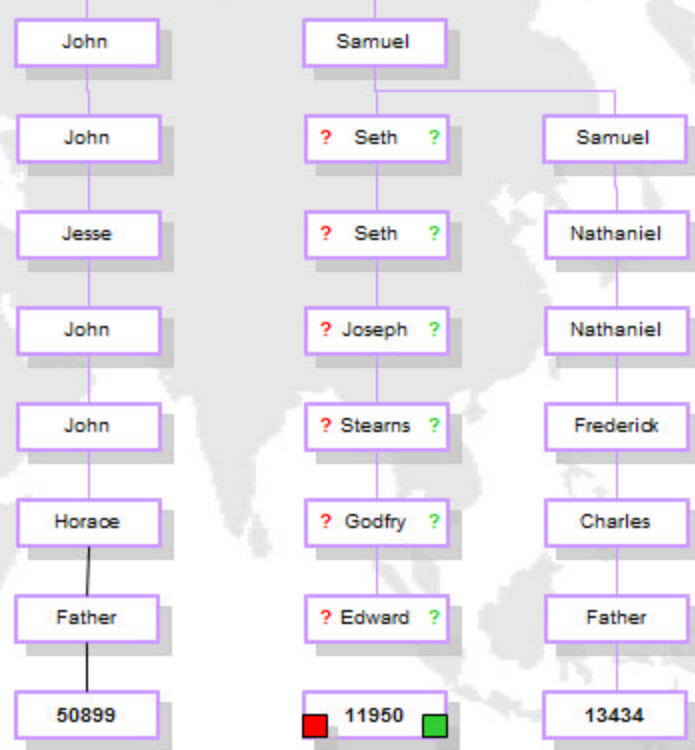 John
Samuel
John
? Seth ?
Samuel
Jesse
? Seth ?
Nathaniel
John
? Joseph ?
Nathaniel
John
? Stearns ?
Frederick
Horace
? Godfry ?
Charles
Father
? Edward ?
Father
50899
11950
13434